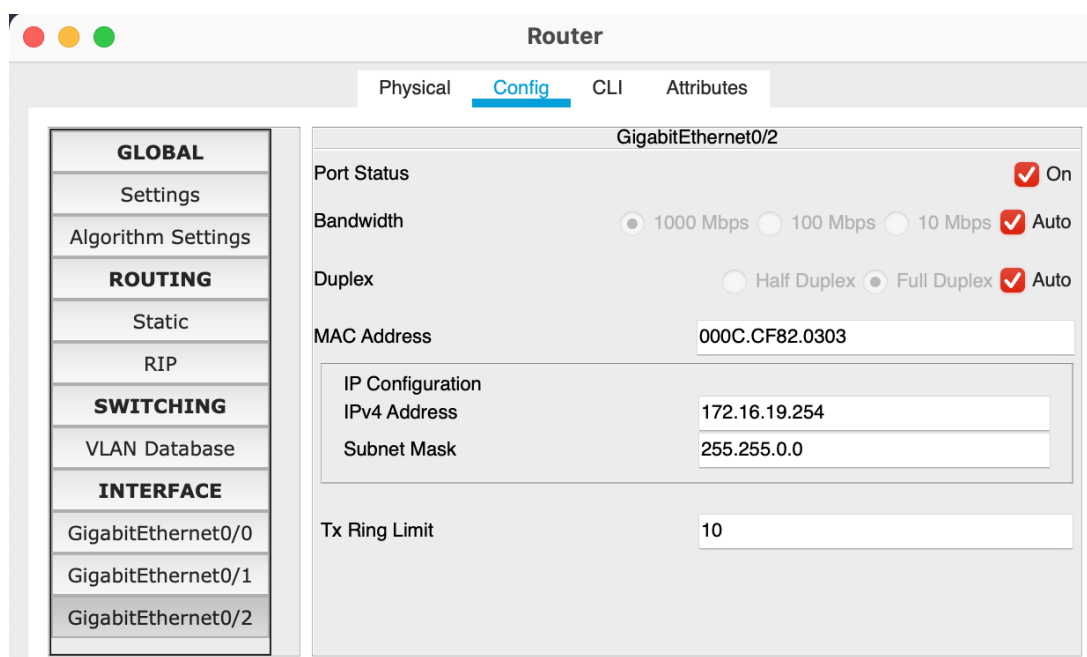 Router
Physical Config CLI Attributes
GLOBAL
Settings
Algorithm Settings
ROUTING
Static
RIP
SWITCHING
VLAN Database
INTERFACE
GigabitEthernet0/0
GigabitEthernet0/1
GigabitEthernet0/2
GigabitEthernet0/2
Port Status On
Bandwidth 1000 Mbps 100 Mbps 10 Mbps Auto
Duplex Half Duplex Full Duplex Auto
MAC Address 000C.CF82.0303
IP Configuration
IPv4 Address 172.16.19.254
Subnet Mask 255.255.0.0
Tx Ring Limit 10